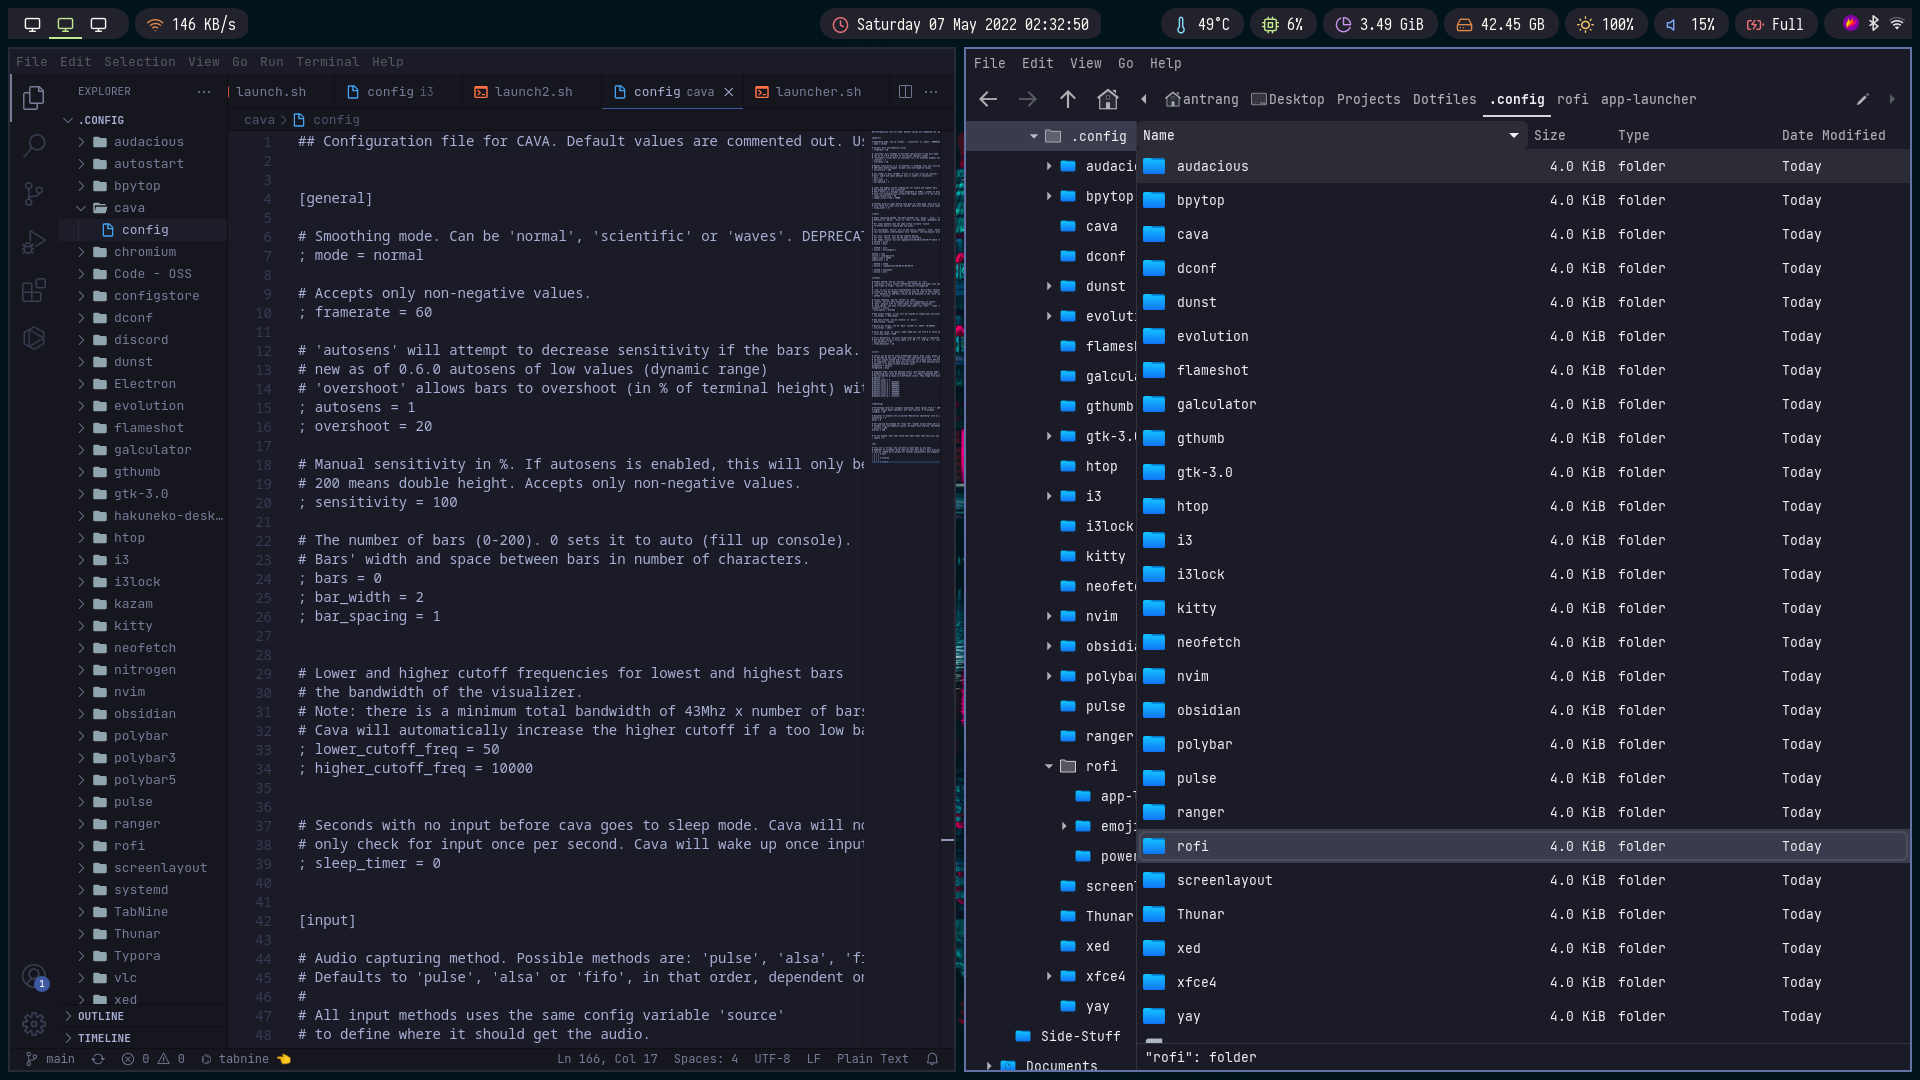 146 KB/s
Saturday 07 May 2022 02:32:50
49°C
6%
3.49 GiB
42.45 GB
100%
15%
Full
File Edit Selection View Go Run Terminal Help
EXPLORER
launch.sh
config i3
launch2.sh
config cava
launcher.sh
cava
config
.CONFIG
audacious
autostart
bpytop
cava
config
chromium
Code - OSS
configstore
dconf
discord
dunst
Electron
evolution
flameshot
galculator
gthumb
gtk-3.0
hakuneko-desk…
htop
i3
i3lock
kazam
kitty
neofetch
nitrogen
nvim
obsidian
polybar
polybar3
polybar5
pulse
ranger
rofi
screenlayout
systemd
TabNine
Thunar
Typora
vlc
xed
OUTLINE
TIMELINE
1 ## Configuration file for CAVA. Default values are commented out. Us
2
3
4 [general]
5
6 # Smoothing mode. Can be 'normal', 'scientific' or 'waves'. DEPRECAT
7 ; mode = normal
8
9 # Accepts only non-negative values.
10 ; framerate = 60
11
12 # 'autosens' will attempt to decrease sensitivity if the bars peak.
13 # new as of 0.6.0 autosens of low values (dynamic range)
14 # 'overshoot' allows bars to overshoot (in % of terminal height) wit
15 ; autosens = 1
16 ; overshoot = 20
17
18 # Manual sensitivity in %. If autosens is enabled, this will only be
19 # 200 means double height. Accepts only non-negative values.
20 ; sensitivity = 100
21
22 # The number of bars (0-200). 0 sets it to auto (fill up console).
23 # Bars' width and space between bars in number of characters.
24 ; bars = 0
25 ; bar_width = 2
26 ; bar_spacing = 1
27
28
29 # Lower and higher cutoff frequencies for lowest and highest bars
30 # the bandwidth of the visualizer.
31 # Note: there is a minimum total bandwidth of 43Mhz x number of bars
32 # Cava will automatically increase the higher cutoff if a too low ba
33 ; lower_cutoff_freq = 50
34 ; higher_cutoff_freq = 10000
35
36
37 # Seconds with no input before cava goes to sleep mode. Cava will no
38 # only check for input once per second. Cava will wake up once input
39 ; sleep_timer = 0
40
41
42 [input]
43
44 # Audio capturing method. Possible methods are: 'pulse', 'alsa', 'fi
45 # Defaults to 'pulse', 'alsa' or 'fifo', in that order, dependent on
46 #
47 # All input methods uses the same config variable 'source'
48 # to define where it should get the audio.
1
main
0
0
tabnine
Ln 166, Col 17
Spaces: 4
UTF-8
LF
Plain Text
File Edit View Go Help
antrang
Desktop
Projects
Dotfiles
.config
rofi
app-launcher
.config
audaci
bpytop
cava
dconf
dunst
evoluti
flamesh
galcula
gthumb
gtk-3.0
htop
i3
i3lock
kitty
neofetc
nvim
obsidia
polybar
pulse
ranger
rofi
app-l
emoji
power
screenl
Thunar
xed
xfce4
yay
Side-Stuff
Documents
Name Size Type Date Modified
audacious 4.0 KiB folder Today
bpytop 4.0 KiB folder Today
cava 4.0 KiB folder Today
dconf 4.0 KiB folder Today
dunst 4.0 KiB folder Today
evolution 4.0 KiB folder Today
flameshot 4.0 KiB folder Today
galculator 4.0 KiB folder Today
gthumb 4.0 KiB folder Today
gtk-3.0 4.0 KiB folder Today
htop 4.0 KiB folder Today
i3 4.0 KiB folder Today
i3lock 4.0 KiB folder Today
kitty 4.0 KiB folder Today
neofetch 4.0 KiB folder Today
nvim 4.0 KiB folder Today
obsidian 4.0 KiB folder Today
polybar 4.0 KiB folder Today
pulse 4.0 KiB folder Today
ranger 4.0 KiB folder Today
rofi 4.0 KiB folder Today
screenlayout 4.0 KiB folder Today
Thunar 4.0 KiB folder Today
xed 4.0 KiB folder Today
xfce4 4.0 KiB folder Today
yay 4.0 KiB folder Today
"rofi": folder